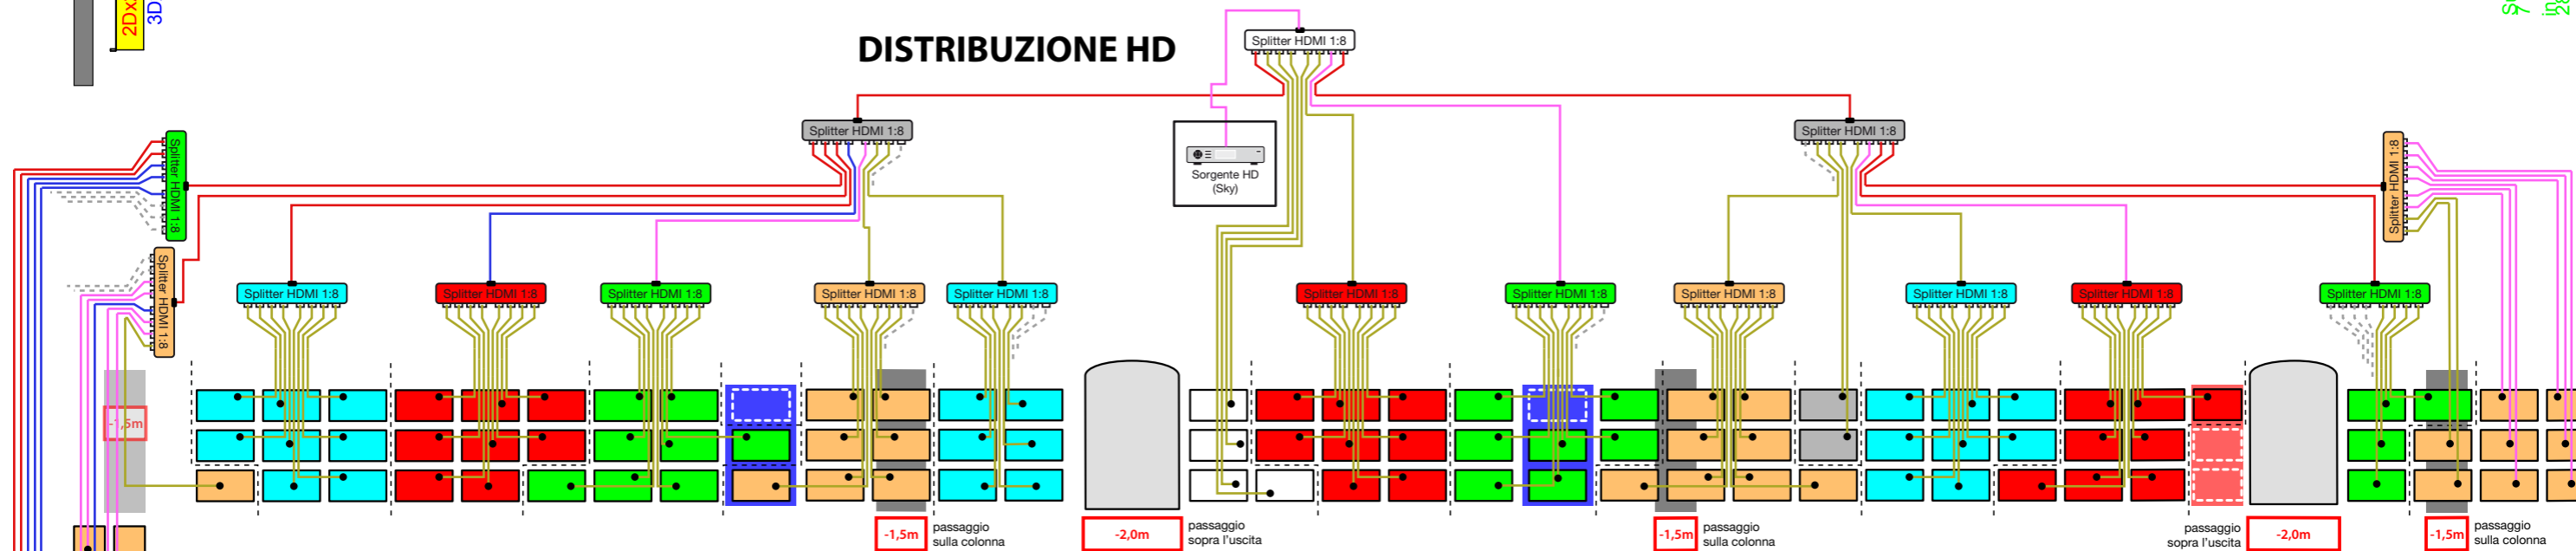 2Dx
3D
DISTRIBUZIONE HD
Splitter HDMI 1:8
Splitter HDMI 1:8
Splitter HDMI 1:8
Sorgente HD
(Sky)
Splitter HDMI 1:8
Splitter HDMI 1:8
Splitter HDMI 1:8
Splitter HDMI 1:8
Splitter HDMI 1:8
Splitter HDMI 1:8
Splitter HDMI 1:8
Splitter HDMI 1:8
Splitter HDMI 1:8
Splitter HDMI 1:8
Splitter HDMI 1:8
Splitter HDMI 1:8
Splitter HDMI 1:8
Splitter HDMI 1:8
-1,5m
-1,5m
passaggio
sulla colonna
-2,0m
passaggio
sopra l'uscita
-1,5m
passaggio
sulla colonna
passaggio
sopra l'uscita
-2,0m
-1,5m
passaggio
sulla colonna